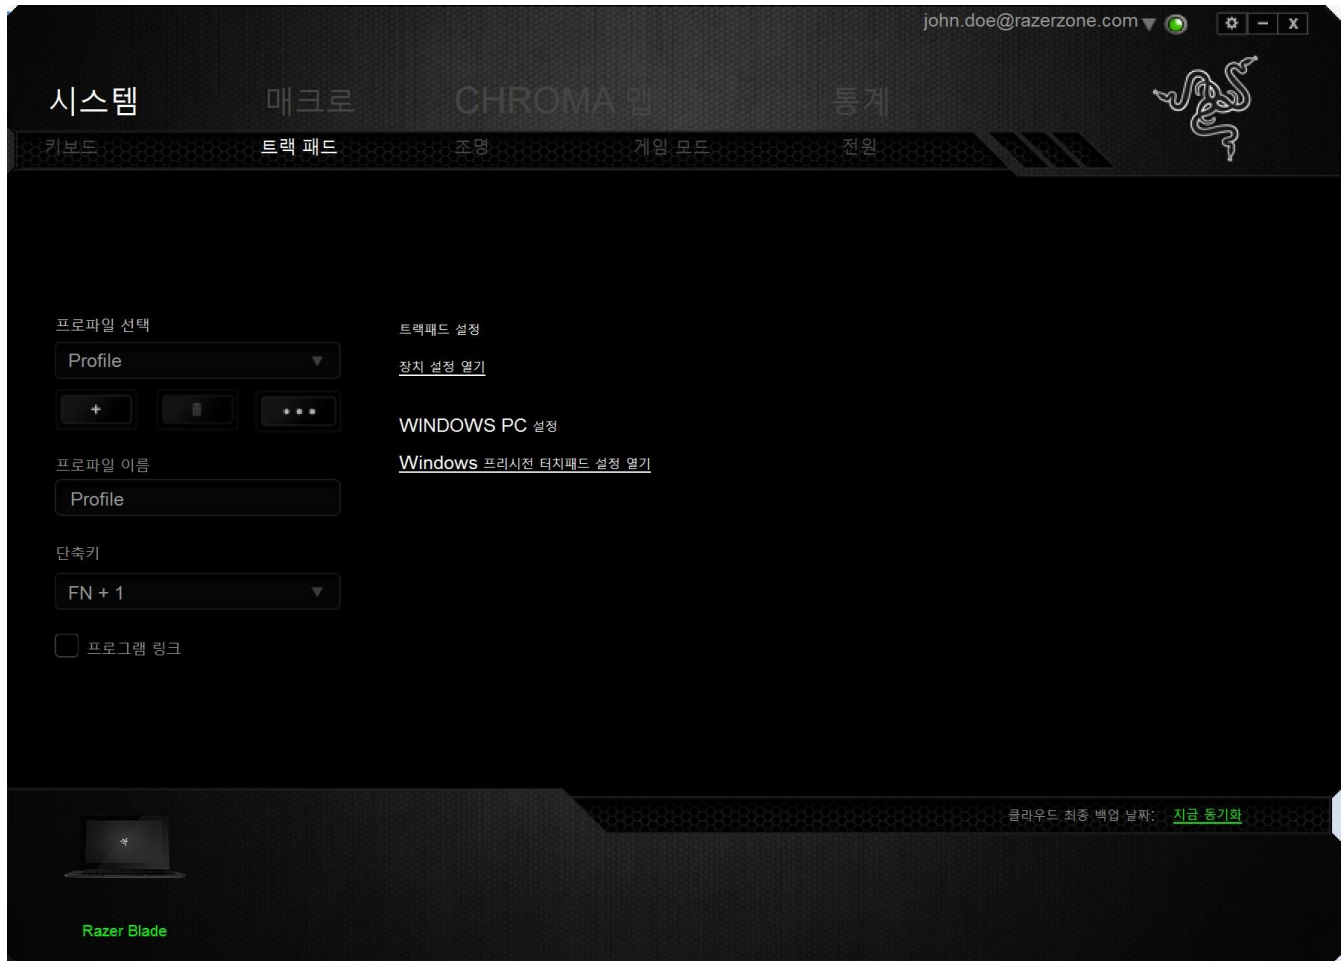 john.doe@razerzone.com
시스템 매크로 CHROMA 앱 통계
키보드 트랙 패드 조명 게임 모드 전원
프로파일 선택
Profile
프로파일 이름
Profile
단축키
FN + 1
프로그램 링크
트랙패드 설정
장치 설정 열기
WINDOWS PC 설정
Windows 프리시전 터치패드 설정 열기
클라우드 최종 백업 날짜: 지금 동기화
Razer Blade